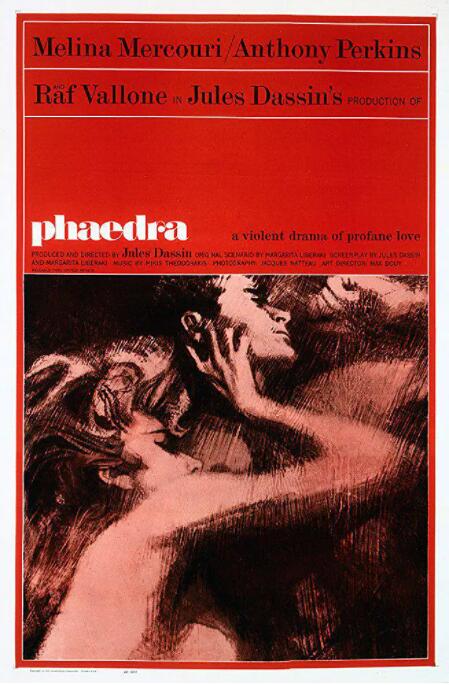 Melina Mercouri/Anthony Perkins
AND Raf Vallone IN Jules Dassin's PRODUCTION OF
phaedra
a violent drama of profane love
PRODUCED AND DIRECTED BY Jules Dassin ORIGINAL SCENARIO BY MARGARITA LIBERAKI SCREENPLAY BY JULES DASSIN
AND MARGARITA LIBERAKI MUSIC BY MIKIS THEODORAKIS PHOTOGRAPHY: JACQUES NATTEAU ART DIRECTOR: MAX DOUY
RELEASED THRU UNITED ARTISTS